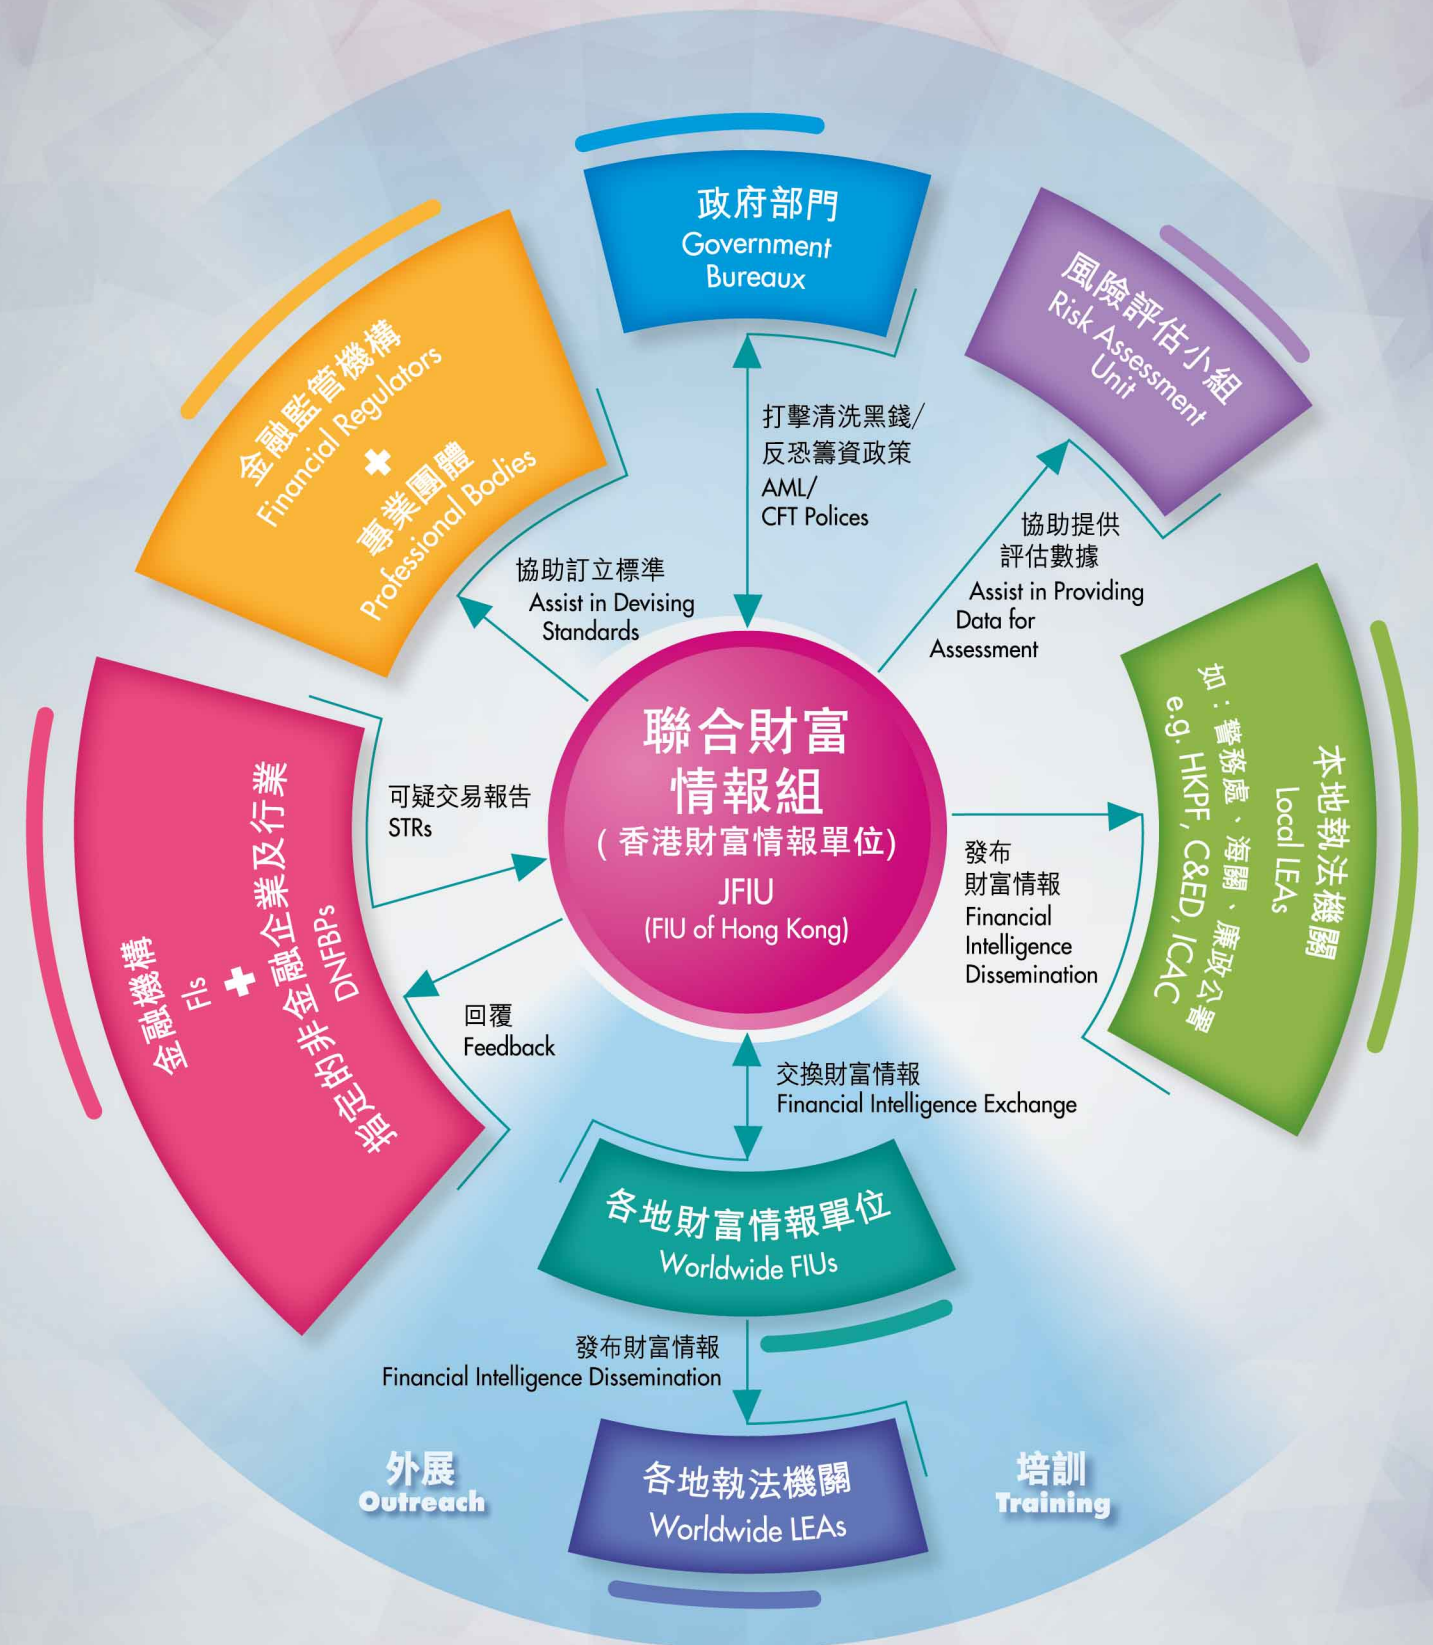 政府部門
Government
Bureaux
風險評估小組
Risk Assessment
Unit
金融監管機構
Financial Regulators
+
專業團體
Professional Bodies
打擊清洗黑錢/
反恐籌資政策
AML/
CFT Polices
協助提供
評估數據
Assist in Providing
Data for
Assessment
協助訂立標準
Assist in Devising
Standards
聯合財富
情報組
(香港財富情報單位)
JFIU
(FIU of Hong Kong)
可疑交易報告
STRs
回覆
Feedback
金融機構
FIs
+
指定的非金融企業及行業
DNFBPs
發布
財富情報
Financial
Intelligence
Dissemination
本地執法機關
Local LEAs
如：警務處、海關、廉政公署
e.g. HKPF, C&ED, ICAC
交換財富情報
Financial Intelligence Exchange
各地財富情報單位
Worldwide FIUs
發布財富情報
Financial Intelligence Dissemination
外展
Outreach
各地執法機關
Worldwide LEAs
培訓
Training